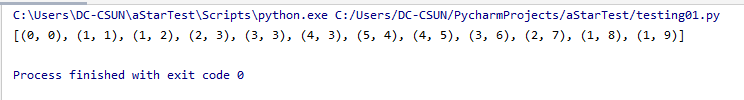 C:\Users\DC-CSUN\aStarTest\Scripts\python.exe C:/Users/DC-CSUN/PycharmProjects/aStarTest/testing01.py
[(0, 0), (1, 1), (1, 2), (2, 3), (3, 3), (4, 3), (5, 4), (4, 5), (3, 6), (2, 7), (1, 8), (1, 9)]
Process finished with exit code 0